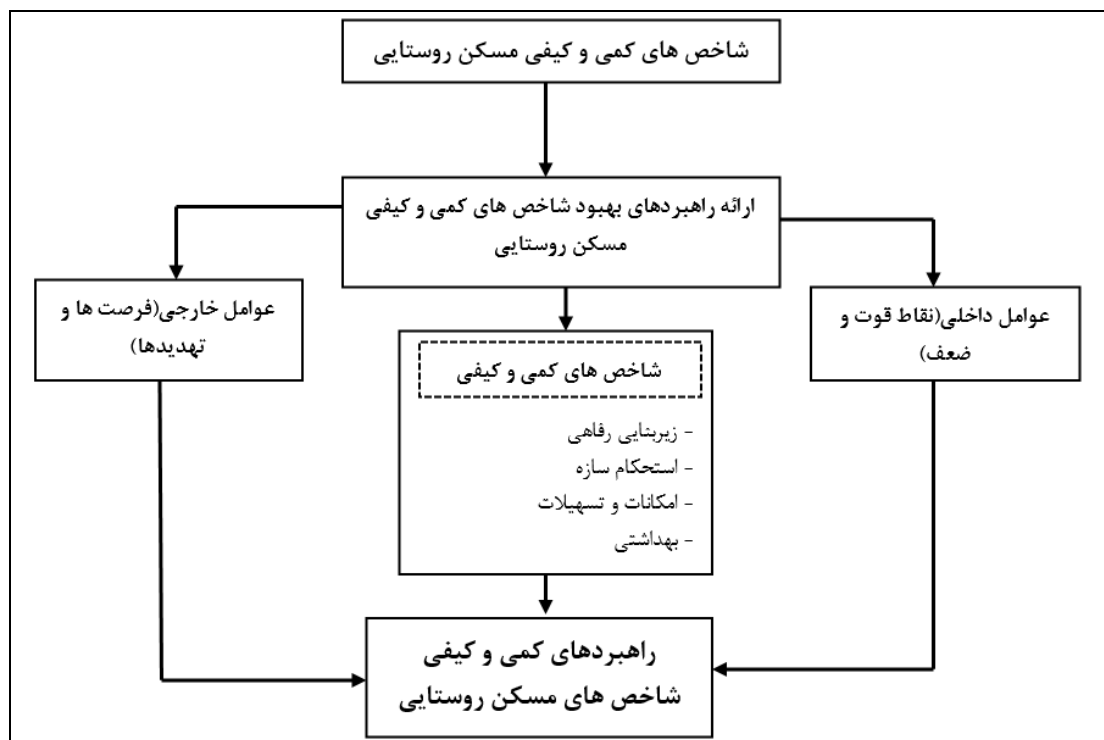 شاخص های کمی و کیفی مسکن روستایی
ارائه راهبردهای بهبود شاخص های کمی و کیفی
مسکن روستایی
عوامل داخلی(نقاط قوت و
ضعف)
عوامل خارجی(فرصت ها و
تهدیدها)
شاخص های کمی و کیفی
- زیربنایی رفاهی
- استحکام سازه
- امکانات و تسهیلات
- بهداشتی
راهبردهای کمی و کیفی
شاخص های مسکن روستایی